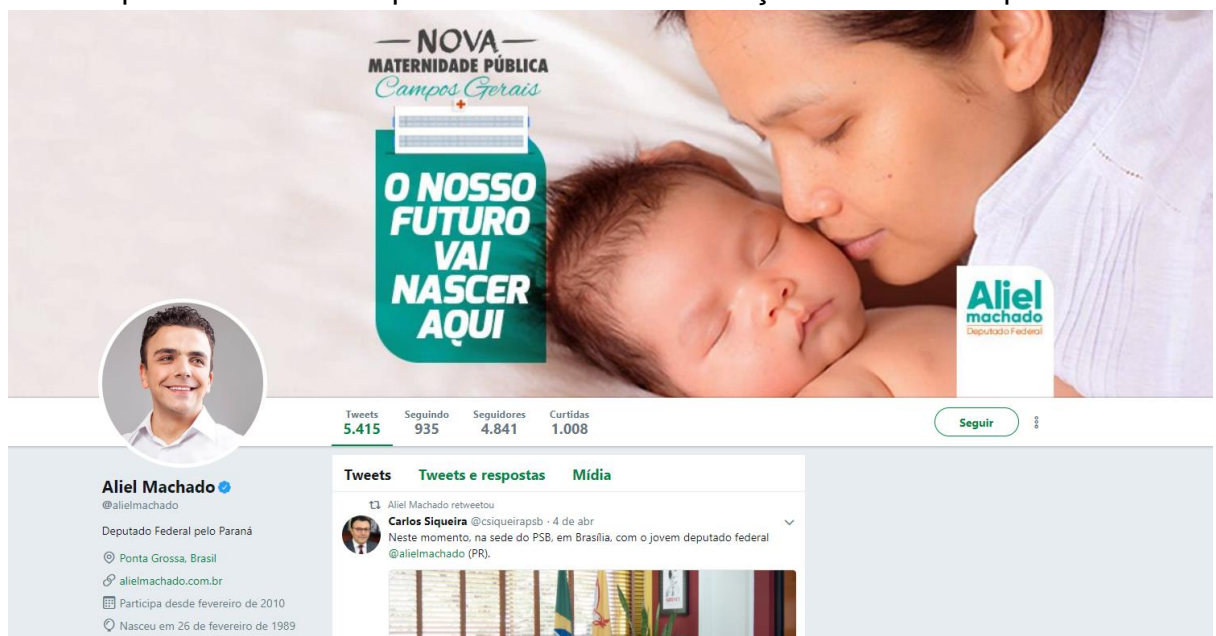 NOVA
MATERNIDADE PÚBLICA
Campos Gerais
O NOSSO
FUTURO
VAI
NASCER
AQUI
Aliel
machado
Deputado Federal
Tweets
5.415
Seguindo
935
Seguidores
4.841
Curtidas
1.008
Seguir
Aliel Machado
@alielmachado
Deputado Federal pelo Paraná
Ponta Grossa, Brasil
alielmachado.com.br
Participa desde fevereiro de 2010
Nasceu em 26 de fevereiro de 1989
Tweets Tweets e respostas Mídia
Aliel Machado retweetou
Carlos Siqueira @csiqueirapsb · 4 de abr
Neste momento, na sede do PSB, em Brasília, com o jovem deputado federal
@alielmachado (PR).